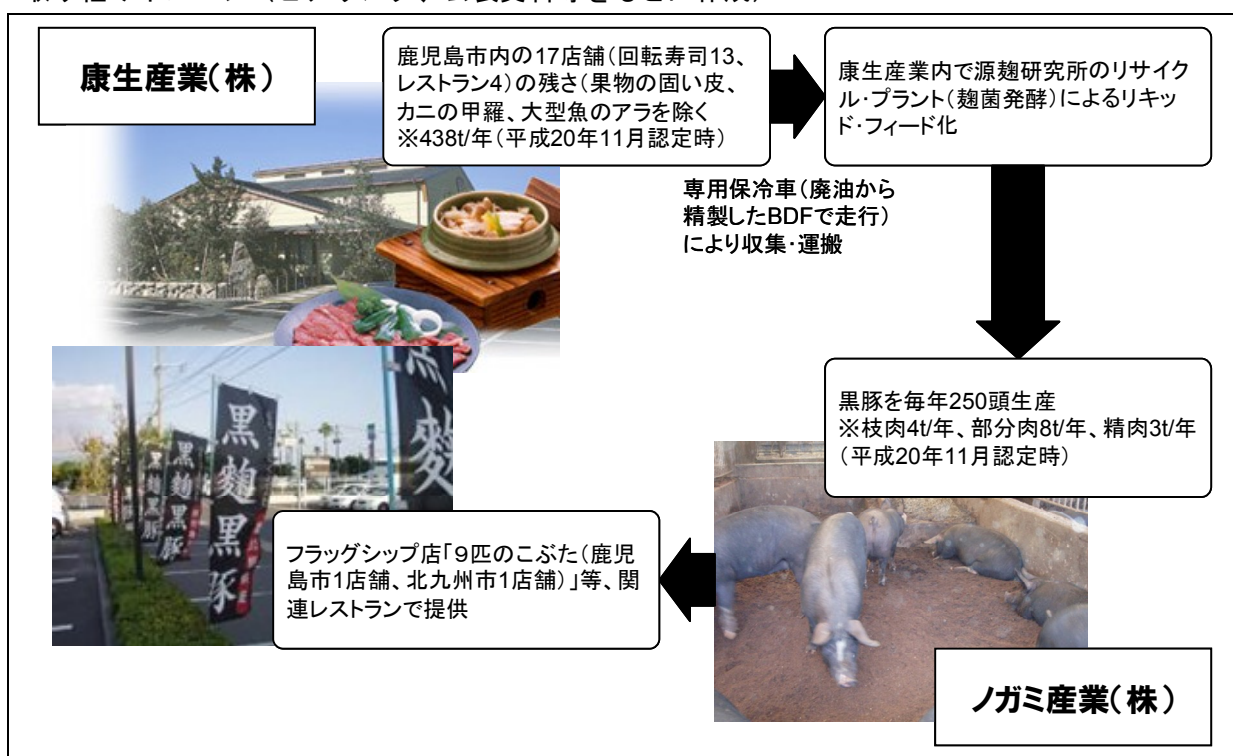 康生産業(株)
鹿児島市内の17店舗(回転寿司13、
レストラン4)の残さ(果物の固い皮、
カニの甲羅、大型魚のアラを除く
※438t/年(平成20年11月認定時)
康生産業内で源麹研究所のリサイク
ル・プラント(麹菌発酵)によるリキッ
ド・フィード化
専用保冷車(廃油から
精製したBDFで走行)
により収集・運搬
黒豚を毎年250頭生産
※枝肉4t/年、部分肉8t/年、精肉3t/年
(平成20年11月認定時)
黒麴
黒麴黒豚
黒麴黒豚
黒麴黒豚
フラッグシップ店「9匹のこぶた(鹿児
島市1店舗、北九州市1店舗)」等、関
連レストランで提供
ノガミ産業(株)